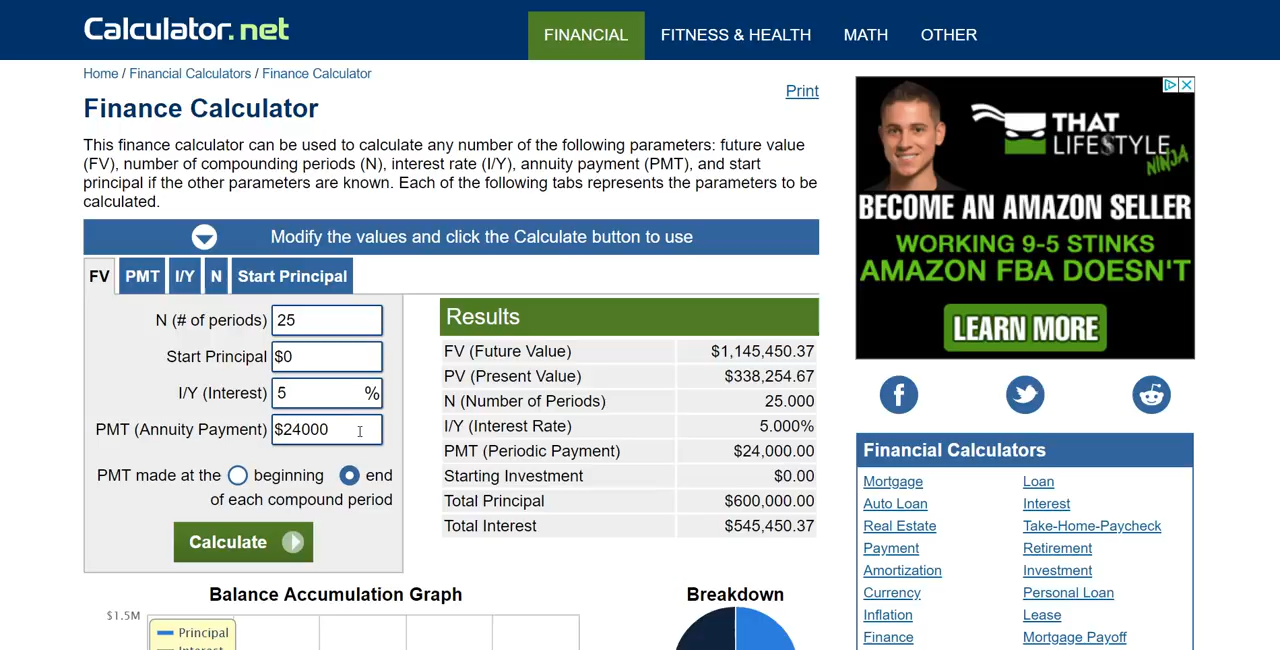 Calculator.net
FINANCIAL
FITNESS & HEALTH
MATH
OTHER
Home / Financial Calculators / Finance Calculator
Print
Finance Calculator
This finance calculator can be used to calculate any number of the following parameters: future value
(FV), number of compounding periods (N), interest rate (I/Y), annuity payment (PMT), and start
principal if the other parameters are known. Each of the following tabs represents the parameters to be
calculated.
Modify the values and click the Calculate button to use
FV
PMT
I/Y
N
Start Principal
N (# of periods) 25
Start Principal $0
I/Y (Interest) 5 %
PMT (Annuity Payment) $24000
PMT made at the beginning end
of each compound period
Calculate
Results
FV (Future Value) $1,145,450.37
PV (Present Value) $338,254.67
N (Number of Periods) 25.000
I/Y (Interest Rate) 5.000%
PMT (Periodic Payment) $24,000.00
Starting Investment $0.00
Total Principal $600,000.00
Total Interest $545,450.37
Balance Accumulation Graph
$1.5M
Principal
Interest
Breakdown
THAT
LIFESTYLE
NINJA
BECOME AN AMAZON SELLER
WORKING 9-5 STINKS
AMAZON FBA DOESN'T
LEARN MORE
Financial Calculators
Mortgage
Loan
Auto Loan
Interest
Real Estate
Take-Home-Paycheck
Payment
Retirement
Amortization
Investment
Currency
Personal Loan
Inflation
Lease
Finance
Mortgage Payoff